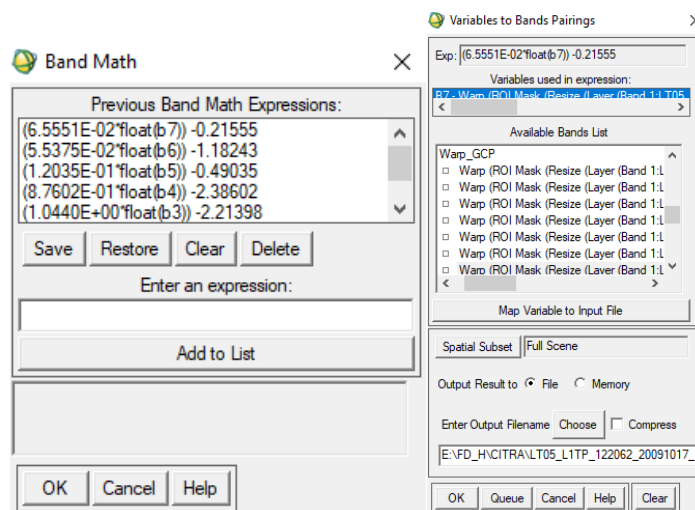 Band Math
Previous Band Math Expressions:
(6.5551E-02*float(b7)) -0.21555
(5.5375E-02*float(b6)) -1.18243
(1.2035E-01*float(b5)) -0.49035
(8.7602E-01*float(b4)) -2.38602
(1.0440E+00*float(b3)) -2.21398
Save Restore Clear Delete
Enter an expression:
Add to List
OK Cancel Help
Variables to Bands Pairings
Exp: (6.5551E-02*float(b7)) -0.21555
Variables used in expression:
B7 - Warp (ROI Mask (Resize (Layer (Band 1:LT05
Available Bands List
Warp_GCP
Warp (ROI Mask (Resize (Layer (Band 1:L
Warp (ROI Mask (Resize (Layer (Band 1:L
Warp (ROI Mask (Resize (Layer (Band 1:L
Warp (ROI Mask (Resize (Layer (Band 1:L
Warp (ROI Mask (Resize (Layer (Band 1:L
Warp (ROI Mask (Resize (Layer (Band 1:L
Warp (ROI Mask (Resize (Layer (Band 1:L
Map Variable to Input File
Spatial Subset Full Scene
Output Result to File Memory
Enter Output Filename Choose Compress
E:\FD_H\CITRA\LT05_L1TP_122062_20091017_
OK Queue Cancel Help Clear